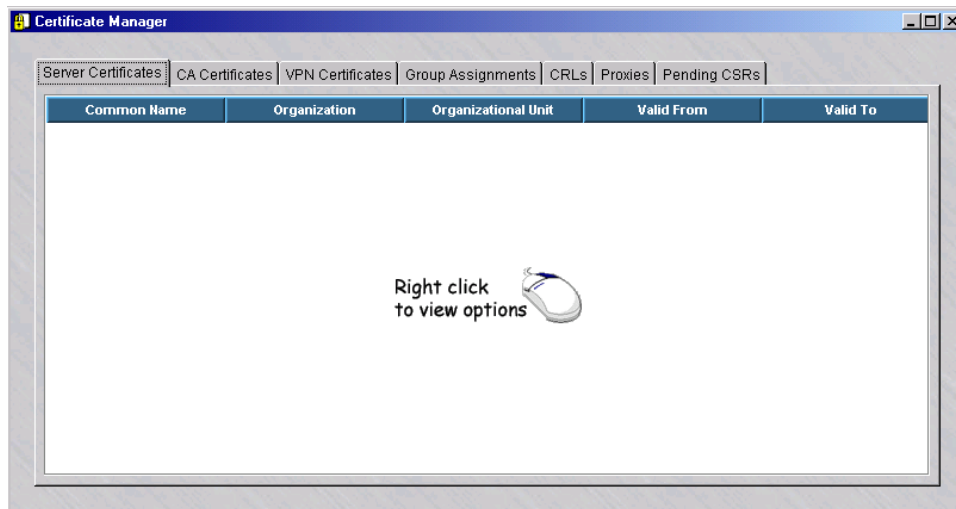 Certificate Manager
Server Certificates CA Certificates VPN Certificates Group Assignments CRLs Proxies Pending CSRs
Common Name Organization Organizational Unit Valid From Valid To
Right click
to view options